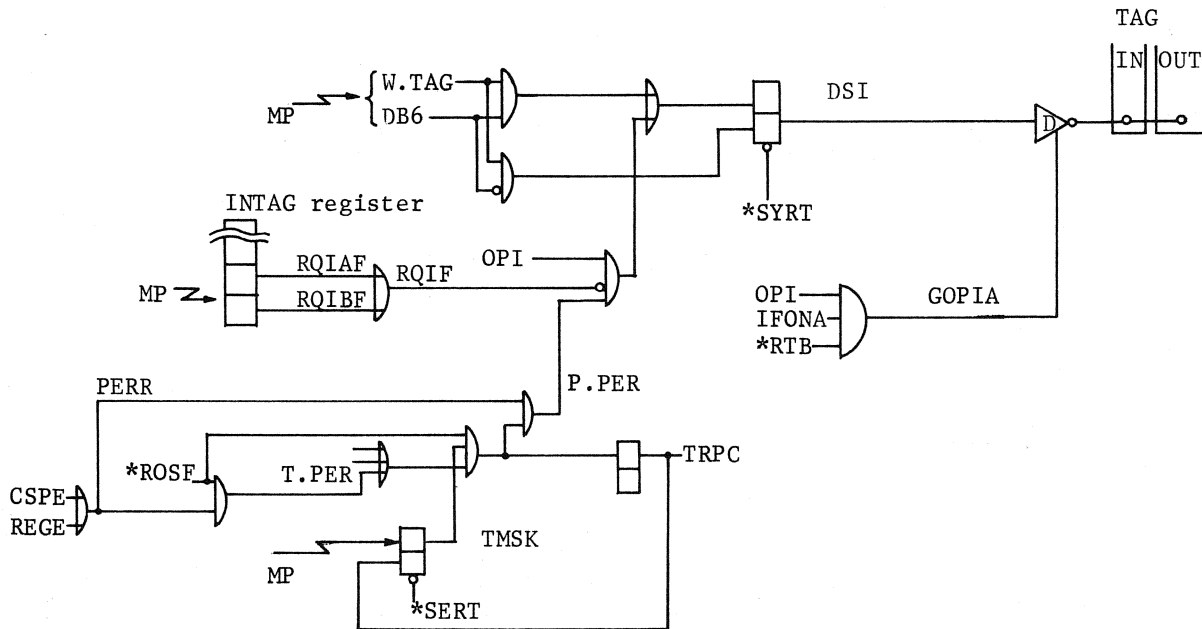 TAG
IN OUT
W.TAG
MP
DB6
DSI
D
*SYRT
INTAG register
OPI
RQIAF
RQIF
MP
RQIBF
OPI
GOPIA
IFONA
*RTB
PERR
P.PER
*ROSF
T.PER
TRPC
CSPE
REGE
TMSK
MP
*SERT